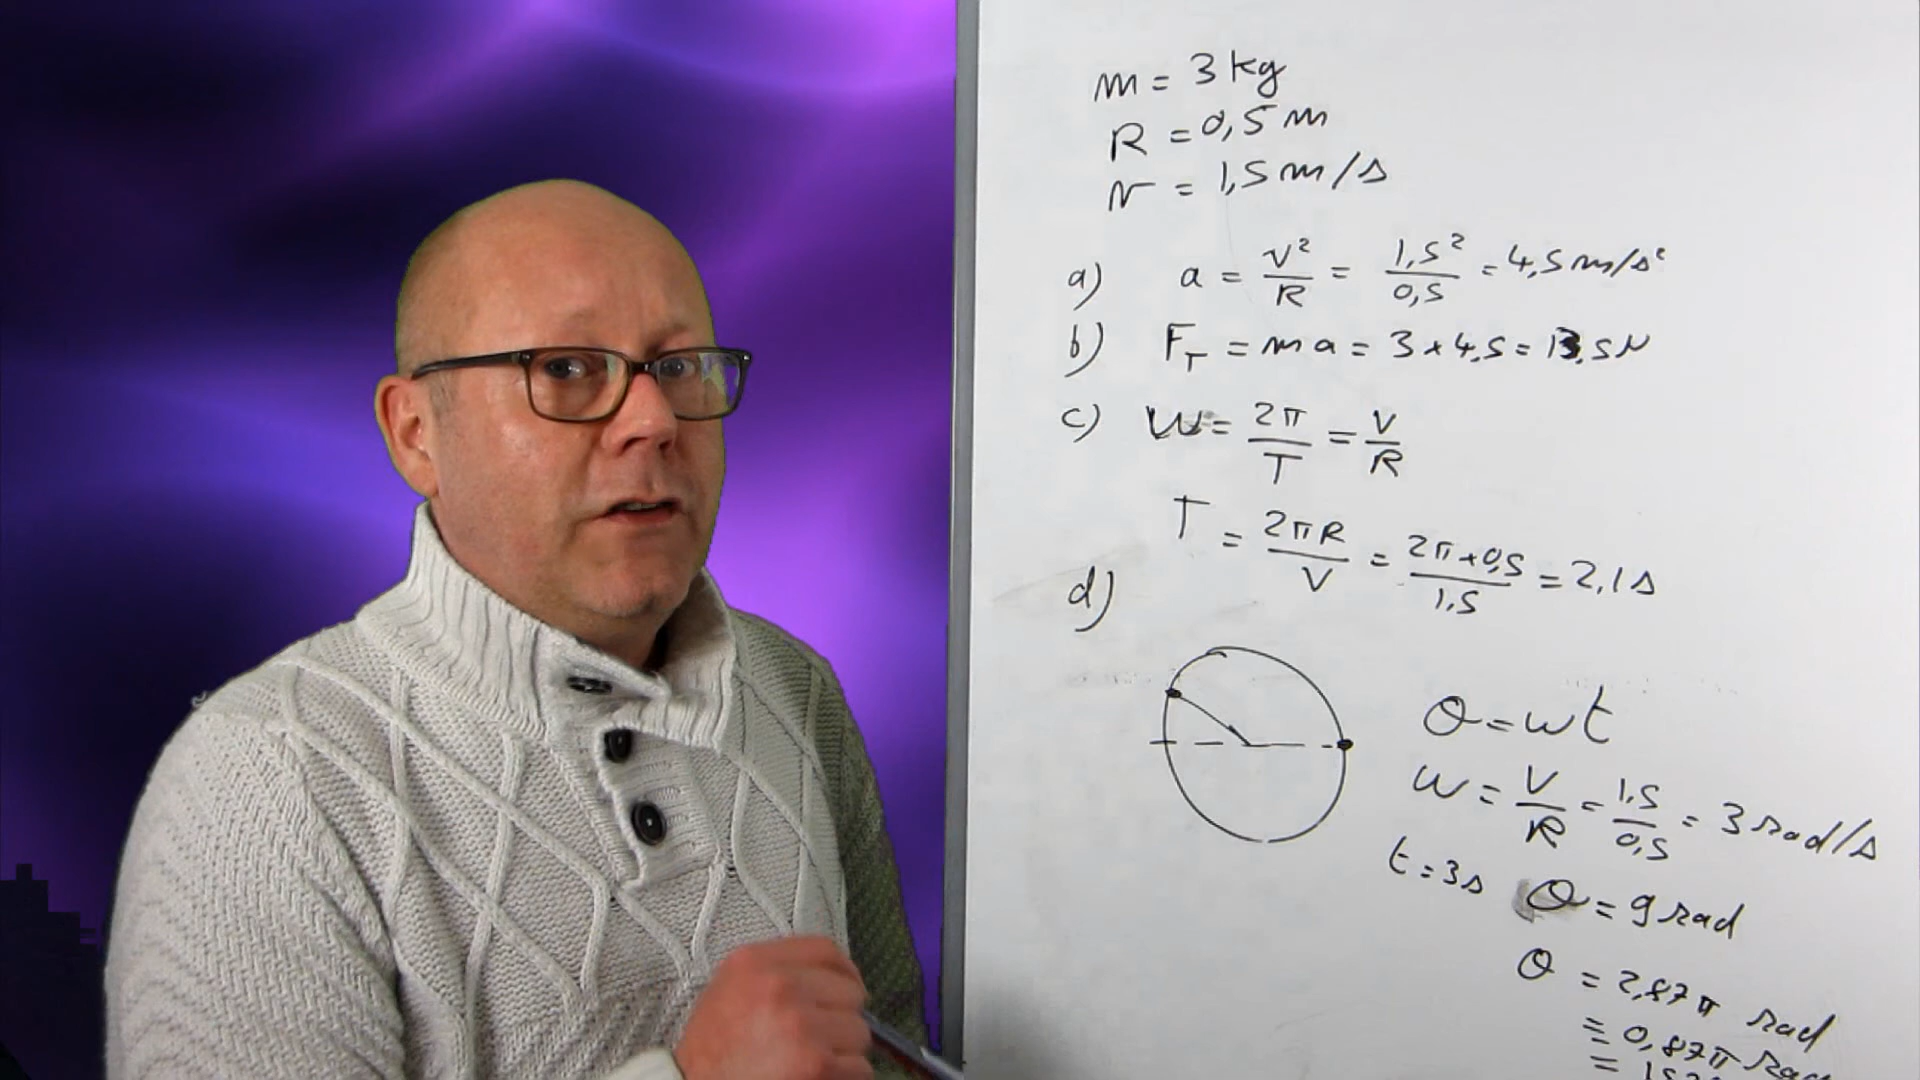 m = 3 kg
R = 0,5 m
v = 1,5 m/s
a) a = v²/R = 1,5²/0,5 = 4,5 m/s²
b) F_T = ma = 3 × 4,5 = 13,5 N
c) ω = 2π/T = V/R
T = 2πR/V = 2π×0,5/1,5 = 2,1 s
d)
θ = ωt
ω = V/R = 1,5/0,5 = 3 rad/s
t = 3s θ = 9 rad
θ = 2,87π rad
= 0,87π rad
=